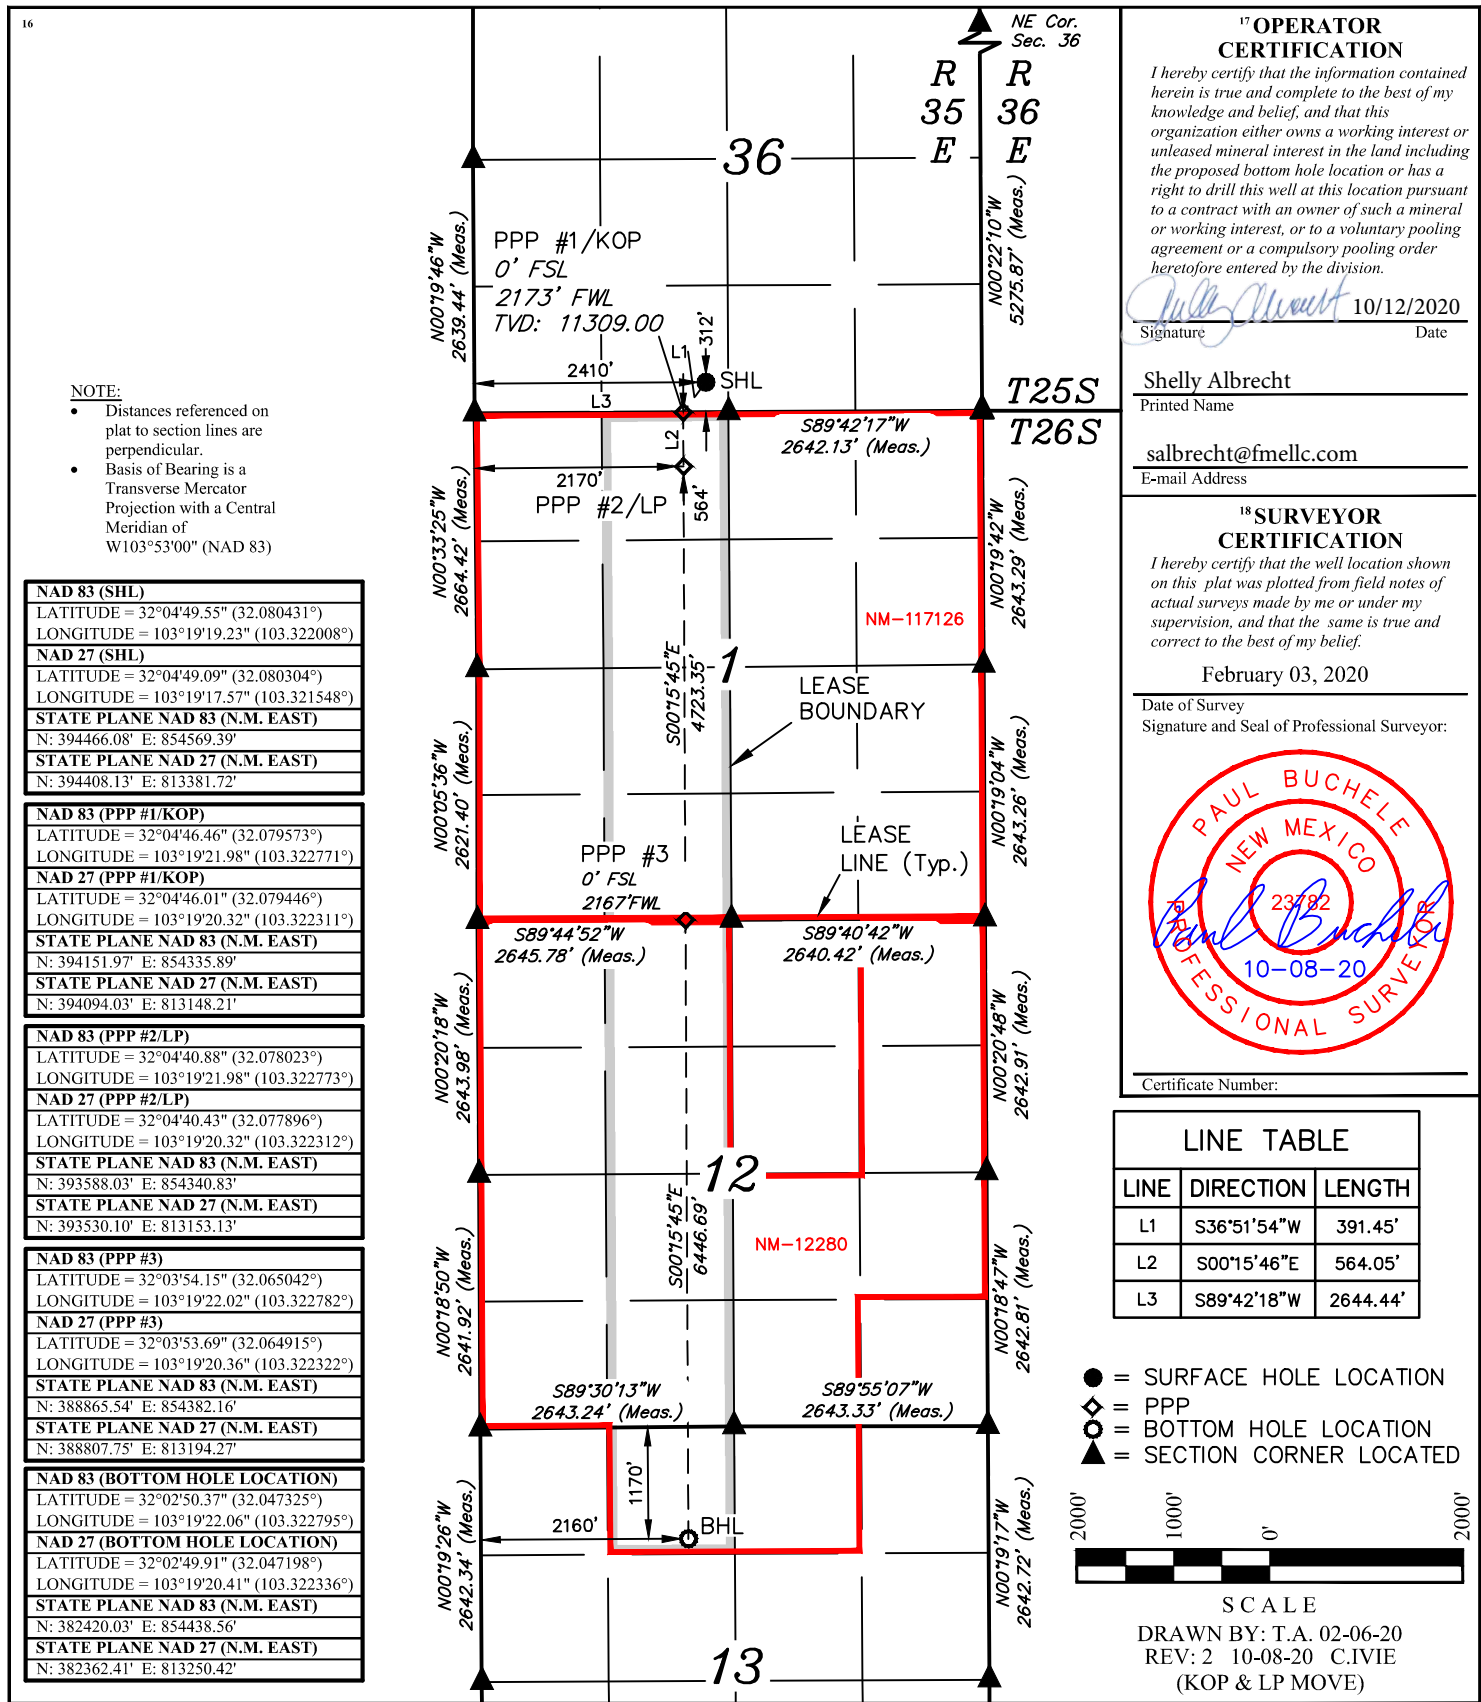 16
NE Cor.
Sec. 36
R R
35 36
E E
36
N00°19'46"W
2639.44' (Meas.)
N00°22'10"W
5275.87' (Meas.)
PPP #1/KOP
0' FSL
2173' FWL
TVD: 11309.00
312'
L1
2410'
SHL
L3
T25S
T26S
S89°42'17"W
2642.13' (Meas.)
L2
2170'
PPP #2/LP
564'
N00°33'25"W
2664.42' (Meas.)
N00°19'42"W
2643.29' (Meas.)
NM-117126
1
S00°15'45"E
4723.35'
LEASE
BOUNDARY
N00°05'36"W
2621.40' (Meas.)
N00°19'04"W
2643.26' (Meas.)
LEASE
LINE (Typ.)
PPP #3
0' FSL
2167'FWL
S89°44'52"W
2645.78' (Meas.)
S89°40'42"W
2640.42' (Meas.)
N00°20'18"W
2643.98' (Meas.)
N00°20'48"W
2642.91' (Meas.)
12
S00°15'45"E
6446.69'
NM-12280
N00°18'50"W
2641.92' (Meas.)
N00°18'47"W
2642.81' (Meas.)
S89°30'13"W
2643.24' (Meas.)
S89°55'07"W
2643.33' (Meas.)
1170'
2160'
BHL
N00°19'26"W
2642.34' (Meas.)
N00°19'17"W
2642.72' (Meas.)
13
NOTE:
• Distances referenced on
plat to section lines are
perpendicular.
• Basis of Bearing is a
Transverse Mercator
Projection with a Central
Meridian of
W103°53'00" (NAD 83)
NAD 83 (SHL)
LATITUDE = 32°04'49.55" (32.080431°)
LONGITUDE = 103°19'19.23" (103.322008°)
NAD 27 (SHL)
LATITUDE = 32°04'49.09" (32.080304°)
LONGITUDE = 103°19'17.57" (103.321548°)
STATE PLANE NAD 83 (N.M. EAST)
N: 394466.08' E: 854569.39'
STATE PLANE NAD 27 (N.M. EAST)
N: 394408.13' E: 813381.72'
NAD 83 (PPP #1/KOP)
LATITUDE = 32°04'46.46" (32.079573°)
LONGITUDE = 103°19'21.98" (103.322771°)
NAD 27 (PPP #1/KOP)
LATITUDE = 32°04'46.01" (32.079446°)
LONGITUDE = 103°19'20.32" (103.322311°)
STATE PLANE NAD 83 (N.M. EAST)
N: 394151.97' E: 854335.89'
STATE PLANE NAD 27 (N.M. EAST)
N: 394094.03' E: 813148.21'
NAD 83 (PPP #2/LP)
LATITUDE = 32°04'40.88" (32.078023°)
LONGITUDE = 103°19'21.98" (103.322773°)
NAD 27 (PPP #2/LP)
LATITUDE = 32°04'40.43" (32.077896°)
LONGITUDE = 103°19'20.32" (103.322312°)
STATE PLANE NAD 83 (N.M. EAST)
N: 393588.03' E: 854340.83'
STATE PLANE NAD 27 (N.M. EAST)
N: 393530.10' E: 813153.13'
NAD 83 (PPP #3)
LATITUDE = 32°03'54.15" (32.065042°)
LONGITUDE = 103°19'22.02" (103.322782°)
NAD 27 (PPP #3)
LATITUDE = 32°03'53.69" (32.064915°)
LONGITUDE = 103°19'20.36" (103.322322°)
STATE PLANE NAD 83 (N.M. EAST)
N: 388865.54' E: 854382.16'
STATE PLANE NAD 27 (N.M. EAST)
N: 388807.75' E: 813194.27'
NAD 83 (BOTTOM HOLE LOCATION)
LATITUDE = 32°02'50.37" (32.047325°)
LONGITUDE = 103°19'22.06" (103.322795°)
NAD 27 (BOTTOM HOLE LOCATION)
LATITUDE = 32°02'49.91" (32.047198°)
LONGITUDE = 103°19'20.41" (103.322336°)
STATE PLANE NAD 83 (N.M. EAST)
N: 382420.03' E: 854438.56'
STATE PLANE NAD 27 (N.M. EAST)
N: 382362.41' E: 813250.42'
17 OPERATOR
CERTIFICATION
I hereby certify that the information contained
herein is true and complete to the best of my
knowledge and belief, and that this
organization either owns a working interest or
unleased mineral interest in the land including
the proposed bottom hole location or has a
right to drill this well at this location pursuant
to a contract with an owner of such a mineral
or working interest, or to a voluntary pooling
agreement or a compulsory pooling order
heretofore entered by the division.
10/12/2020
Signature Date
Shelly Albrecht
Printed Name
salbrecht@fmellc.com
E-mail Address
18 SURVEYOR
CERTIFICATION
I hereby certify that the well location shown
on this plat was plotted from field notes of
actual surveys made by me or under my
supervision, and that the same is true and
correct to the best of my belief.
February 03, 2020
Date of Survey
Signature and Seal of Professional Surveyor:
PAUL BUCHELE
NEW MEXICO
23782
Paul Buchele
10-08-20
PROFESSIONAL SURVEYOR
Certificate Number:
LINE TABLE
LINE DIRECTION LENGTH
L1 S36°51'54"W 391.45'
L2 S00°15'46"E 564.05'
L3 S89°42'18"W 2644.44'
= SURFACE HOLE LOCATION
= PPP
= BOTTOM HOLE LOCATION
= SECTION CORNER LOCATED
2000' 1000' 0' 2000'
SCALE
DRAWN BY: T.A. 02-06-20
REV: 2 10-08-20 C.IVIE
(KOP & LP MOVE)